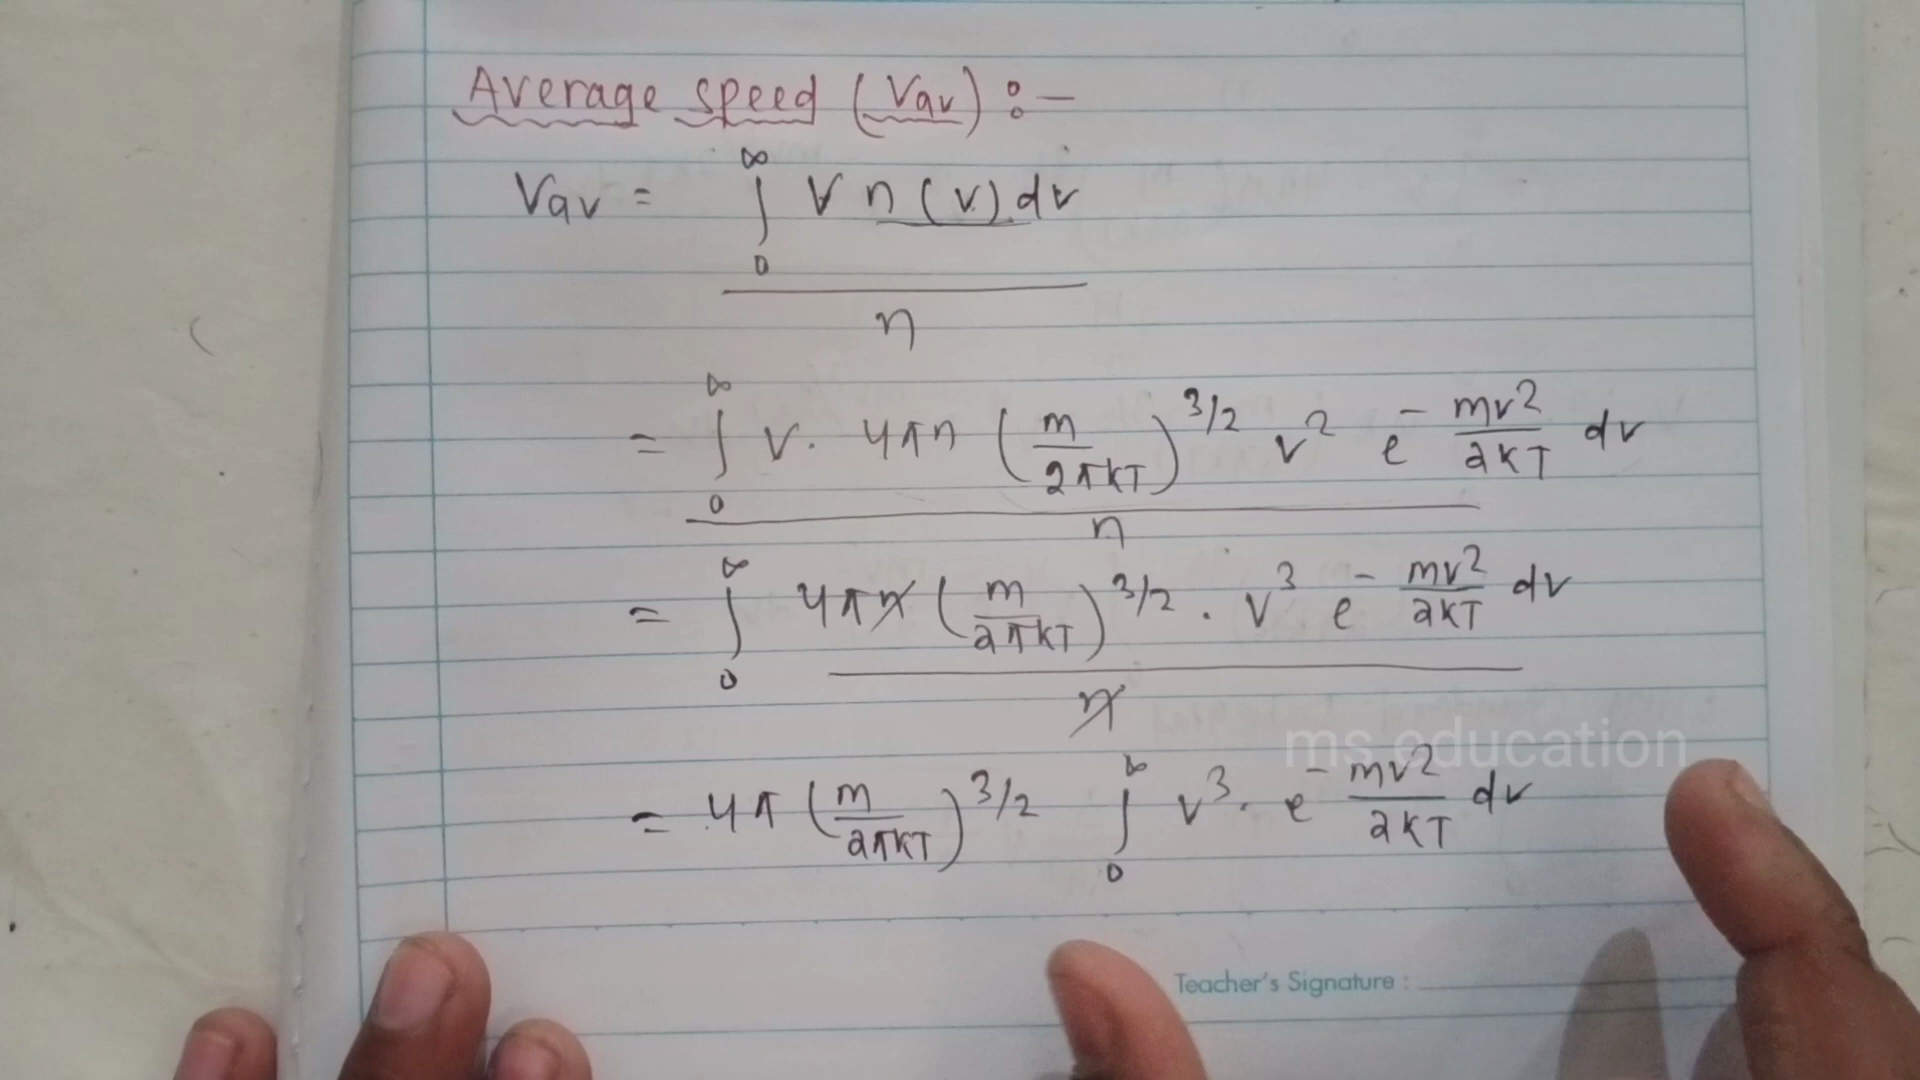 Average speed (Vav) :-
Vav = ∫₀^∞ v n(v) dv / n
= ∫₀^∞ v. 4πn (m/2πkT)^3/2 v² e^-mv²/2kT dv / n
= ∫₀^∞ 4πn (m/2πkT)^3/2 . v³ e^-mv²/2kT dv / n
ms education
= 4π (m/2πkT)^3/2 ∫₀^∞ v³. e^-mv²/2kT dv
Teacher's Signature :